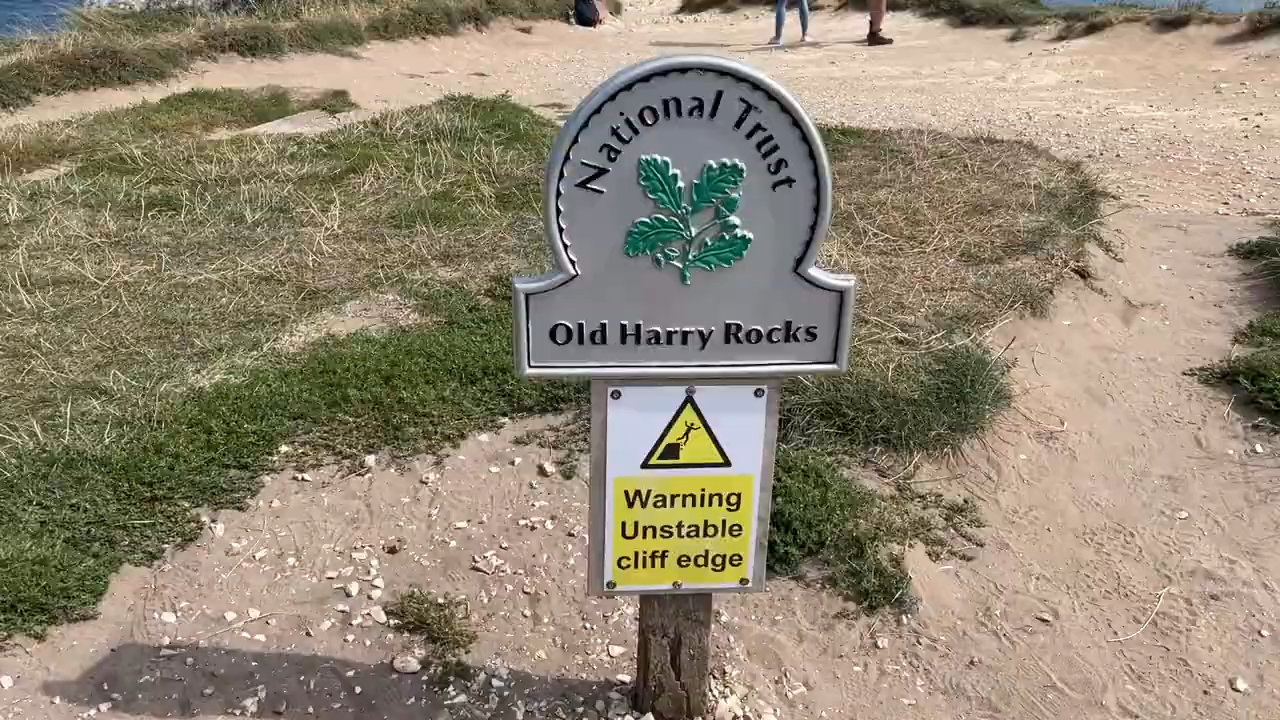 National Trust
Old Harry Rocks
Warning
Unstable
cliff edge